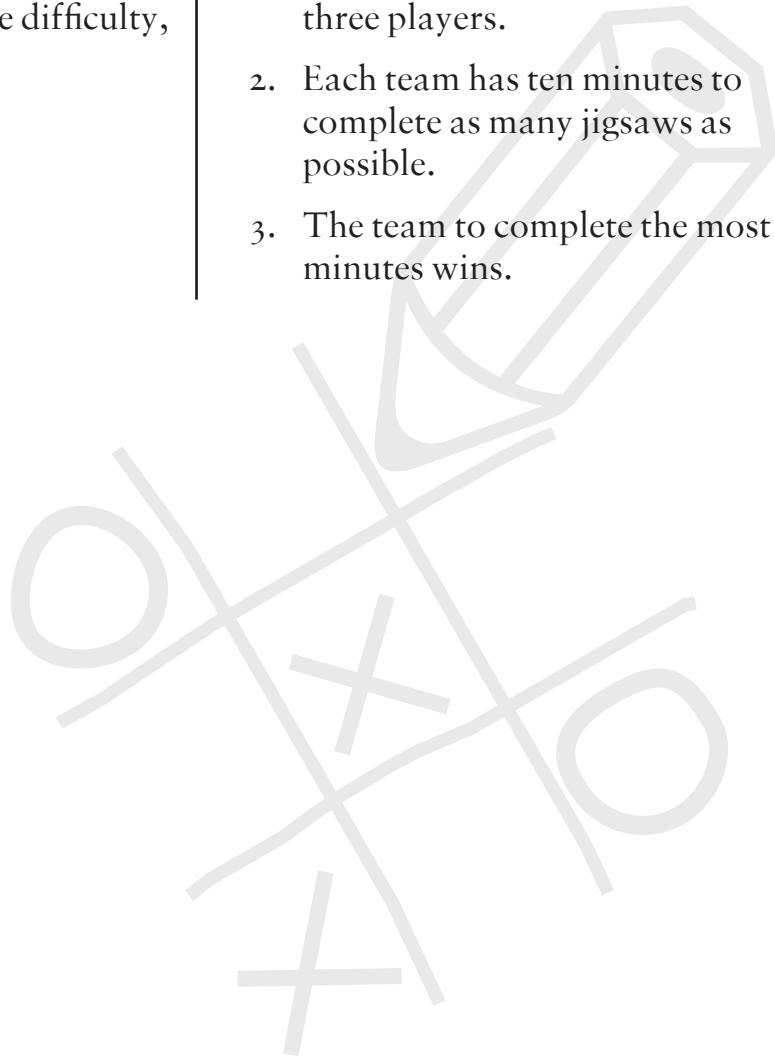 e difficulty,
three players.
2. Each team has ten minutes to
complete as many jigsaws as
possible.
3. The team to complete the most
minutes wins.